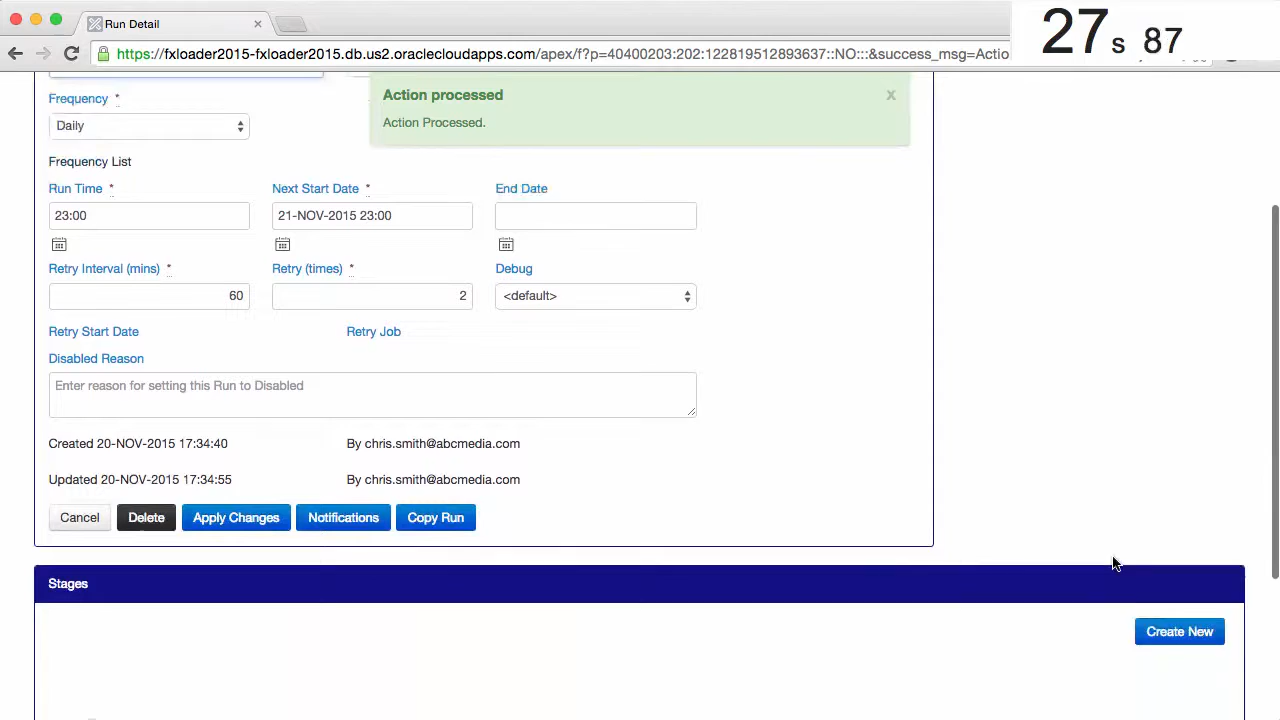 Run Detail
27s 87
https://fxloader2015-fxloader2015.db.us2.oraclecloudapps.com/apex/f?p=40400203:202:122819512893637::NO:::&success_msg=Actio
Action processed x
Action Processed.
Frequency *
Daily
Frequency List
Run Time * Next Start Date * End Date
23:00 21-NOV-2015 23:00
Retry Interval (mins) * Retry (times) * Debug
60 2 <default>
Retry Start Date Retry Job
Disabled Reason
Enter reason for setting this Run to Disabled
Created 20-NOV-2015 17:34:40 By chris.smith@abcmedia.com
Updated 20-NOV-2015 17:34:55 By chris.smith@abcmedia.com
Cancel Delete Apply Changes Notifications Copy Run
Stages
Create New